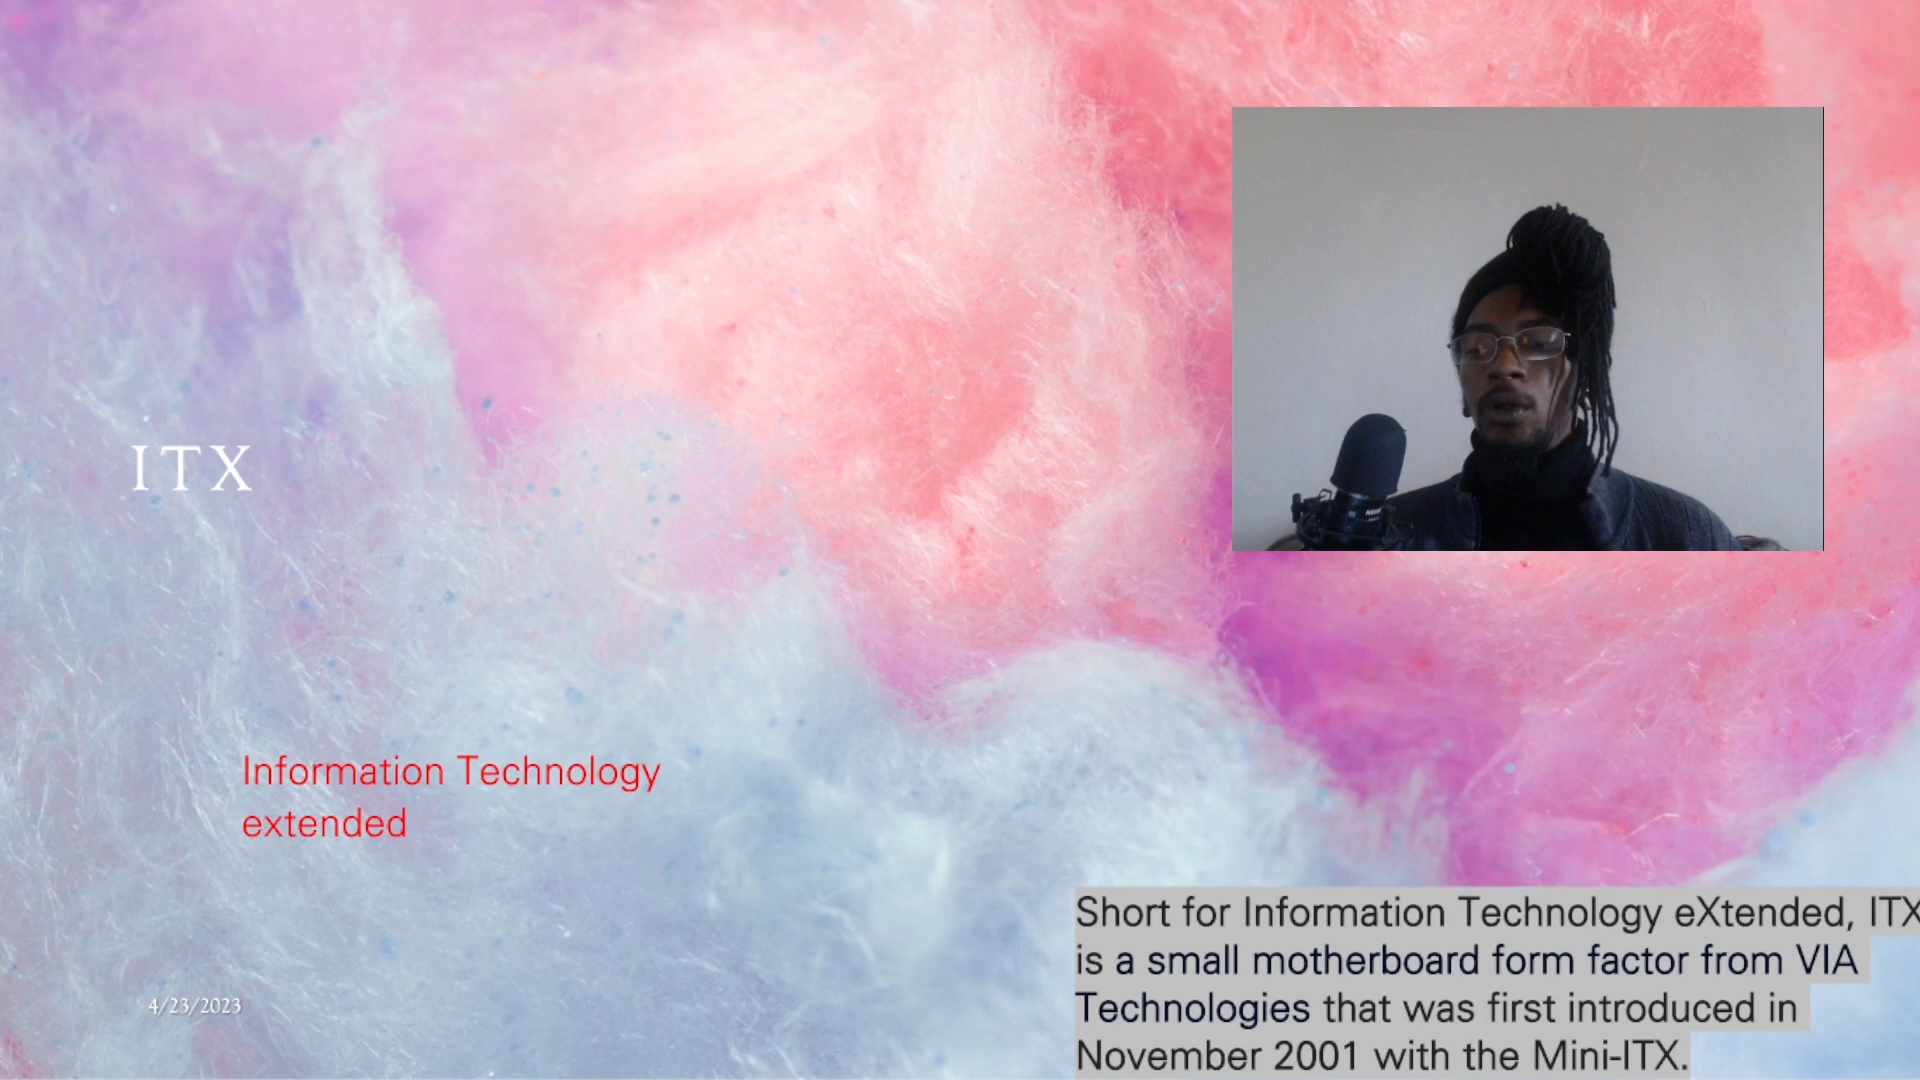 ITX
Information Technology
extended
4/23/2023
Short for Information Technology eXtended, ITX
is a small motherboard form factor from VIA
Technologies that was first introduced in
November 2001 with the Mini-ITX.